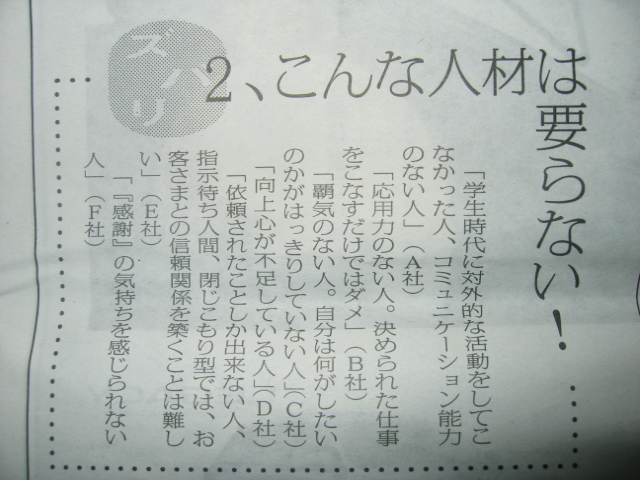 ズバリ
2、こんな人材は要らない!
「学生時代に対外的な活動をしてこ
なかった人、コミュニケーション能力
のない人」(A社)
「応用力のない人。決められた仕事
をこなすだけではダメ」(B社)
「覇気のない人。自分は何がしたい
のかがはっきりしていない人」(C社)
「向上心が不足している人」(D社)
「依頼されたことしか出来ない人、
指示待ち人間、閉じこもり型では、お
客さまとの信頼関係を築くことは難し
い」(E社)
「『感謝』の気持ちを感じられない
人」(F社)